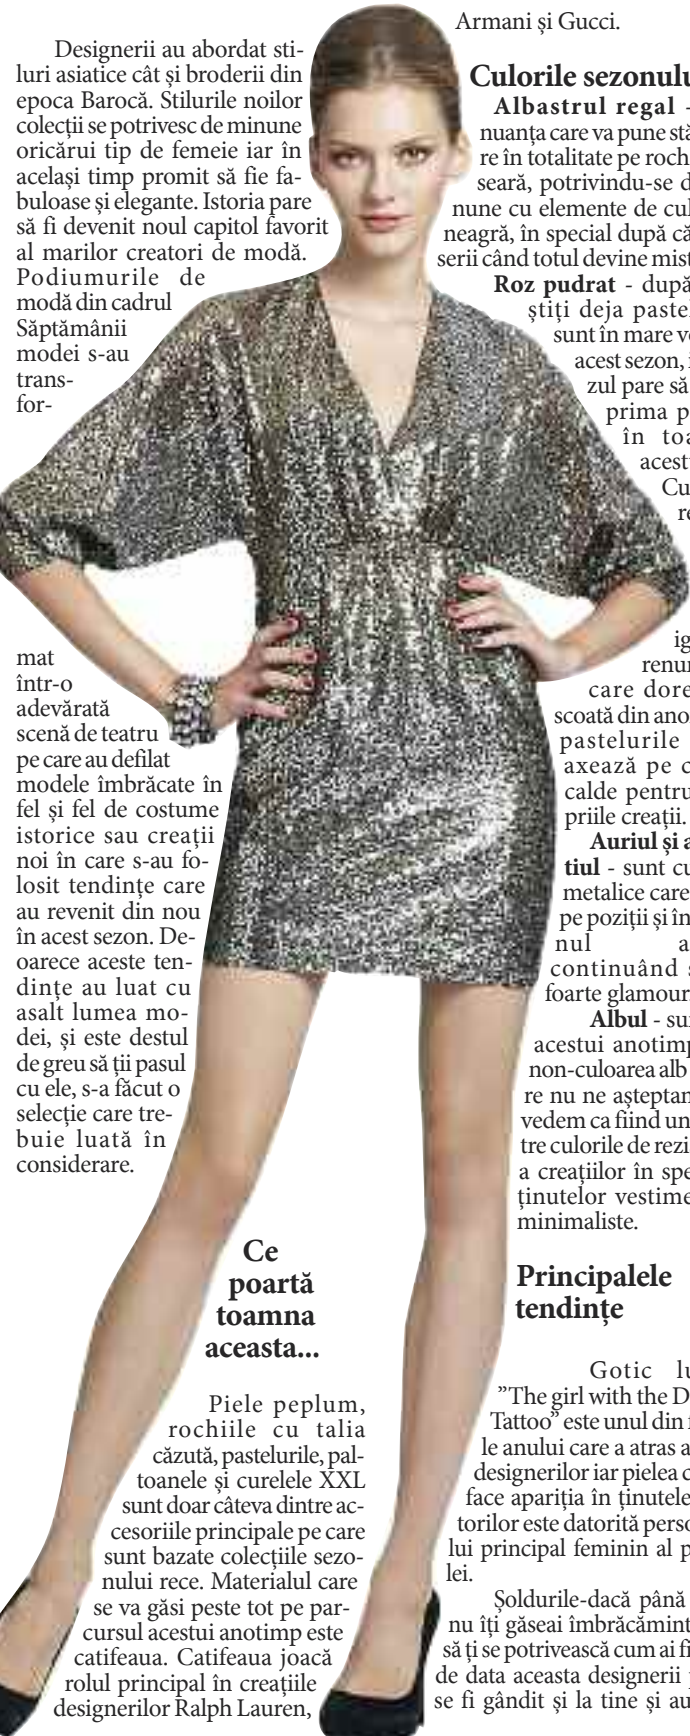 Designerii au abordat sti-
luri asiatice cât și broderii din
epoca Barocă. Stilurile noilor
colecții se potrivesc de minune
oricărui tip de femeie iar în
același timp promit să fie fa-
buloase și elegante. Istoria pare
să fi devenit noul capitol favorit
al marilor creatori de modă.
Podiumurile de
modă din cadrul
Săptămânii
modei s-au
trans-
for-
mat
într-o
adevărată
scenă de teatru
pe care au defilat
modele îmbrăcate în
fel și fel de costume
istorice sau creații
noi în care s-au fo-
losit tendințe care
au revenit din nou
în acest sezon. De-
oarece aceste ten-
dințe au luat cu
asalt lumea mo-
dei, și este destul
de greu să ții pasul
cu ele, s-a făcut o
selecție care tre-
buie luată în
considerare.
Ce
poartă
toamna
aceasta...
Piele peplum,
rochiile cu talia
căzută, pastelurile, pal-
toanele și curelele XXL
sunt doar câteva dintre ac-
cesoriile principale pe care
sunt bazate colecțiile sezo-
nului rece. Materialul care
se va găsi peste tot pe par-
cursul acestui anotimp este
catifeaua. Catifeaua joacă
rolul principal în creațiile
designerilor Ralph Lauren,
Armani și Gucci.
Culorile sezonulu
Albastrul regal -
nuanța care va pune stă
re în totalitate pe roch
seară, potrivindu-se d
nune cu elemente de cul
neagră, în special după că
serii când totul devine mist
Roz pudrat - după
știți deja paste
sunt în mare v
acest sezon,
zul pare să
prima p
în toa
acest
Cu
re
ig
renu
care dore
scoată din ano
pastelurile
axează pe c
calde pentru
priile creații.
Auriul și a
tiul - sunt cu
metalice care
pe poziții și în
nul a
continuând s
foarte glamour
Albul - su
acestui anotimp
non-culoarea alb
re nu ne așteptan
vedem ca fiind un
tre culorile de rezi
a creațiilor în spe
ținutelor vestime
minimaliste.
Principalele
tendințe
Gotic lu
”The girl with the D
Tattoo” este unul din
le anului care a atras a
designerilor iar pielea c
face apariția în ținutele
torilor este datorită perso
lui principal feminin al p
lei.
Șoldurile-dacă până
nu îți găseai îmbrăcămint
să ți se potrivească cum ai fi
de data aceasta designerii
se fi gândit și la tine și au